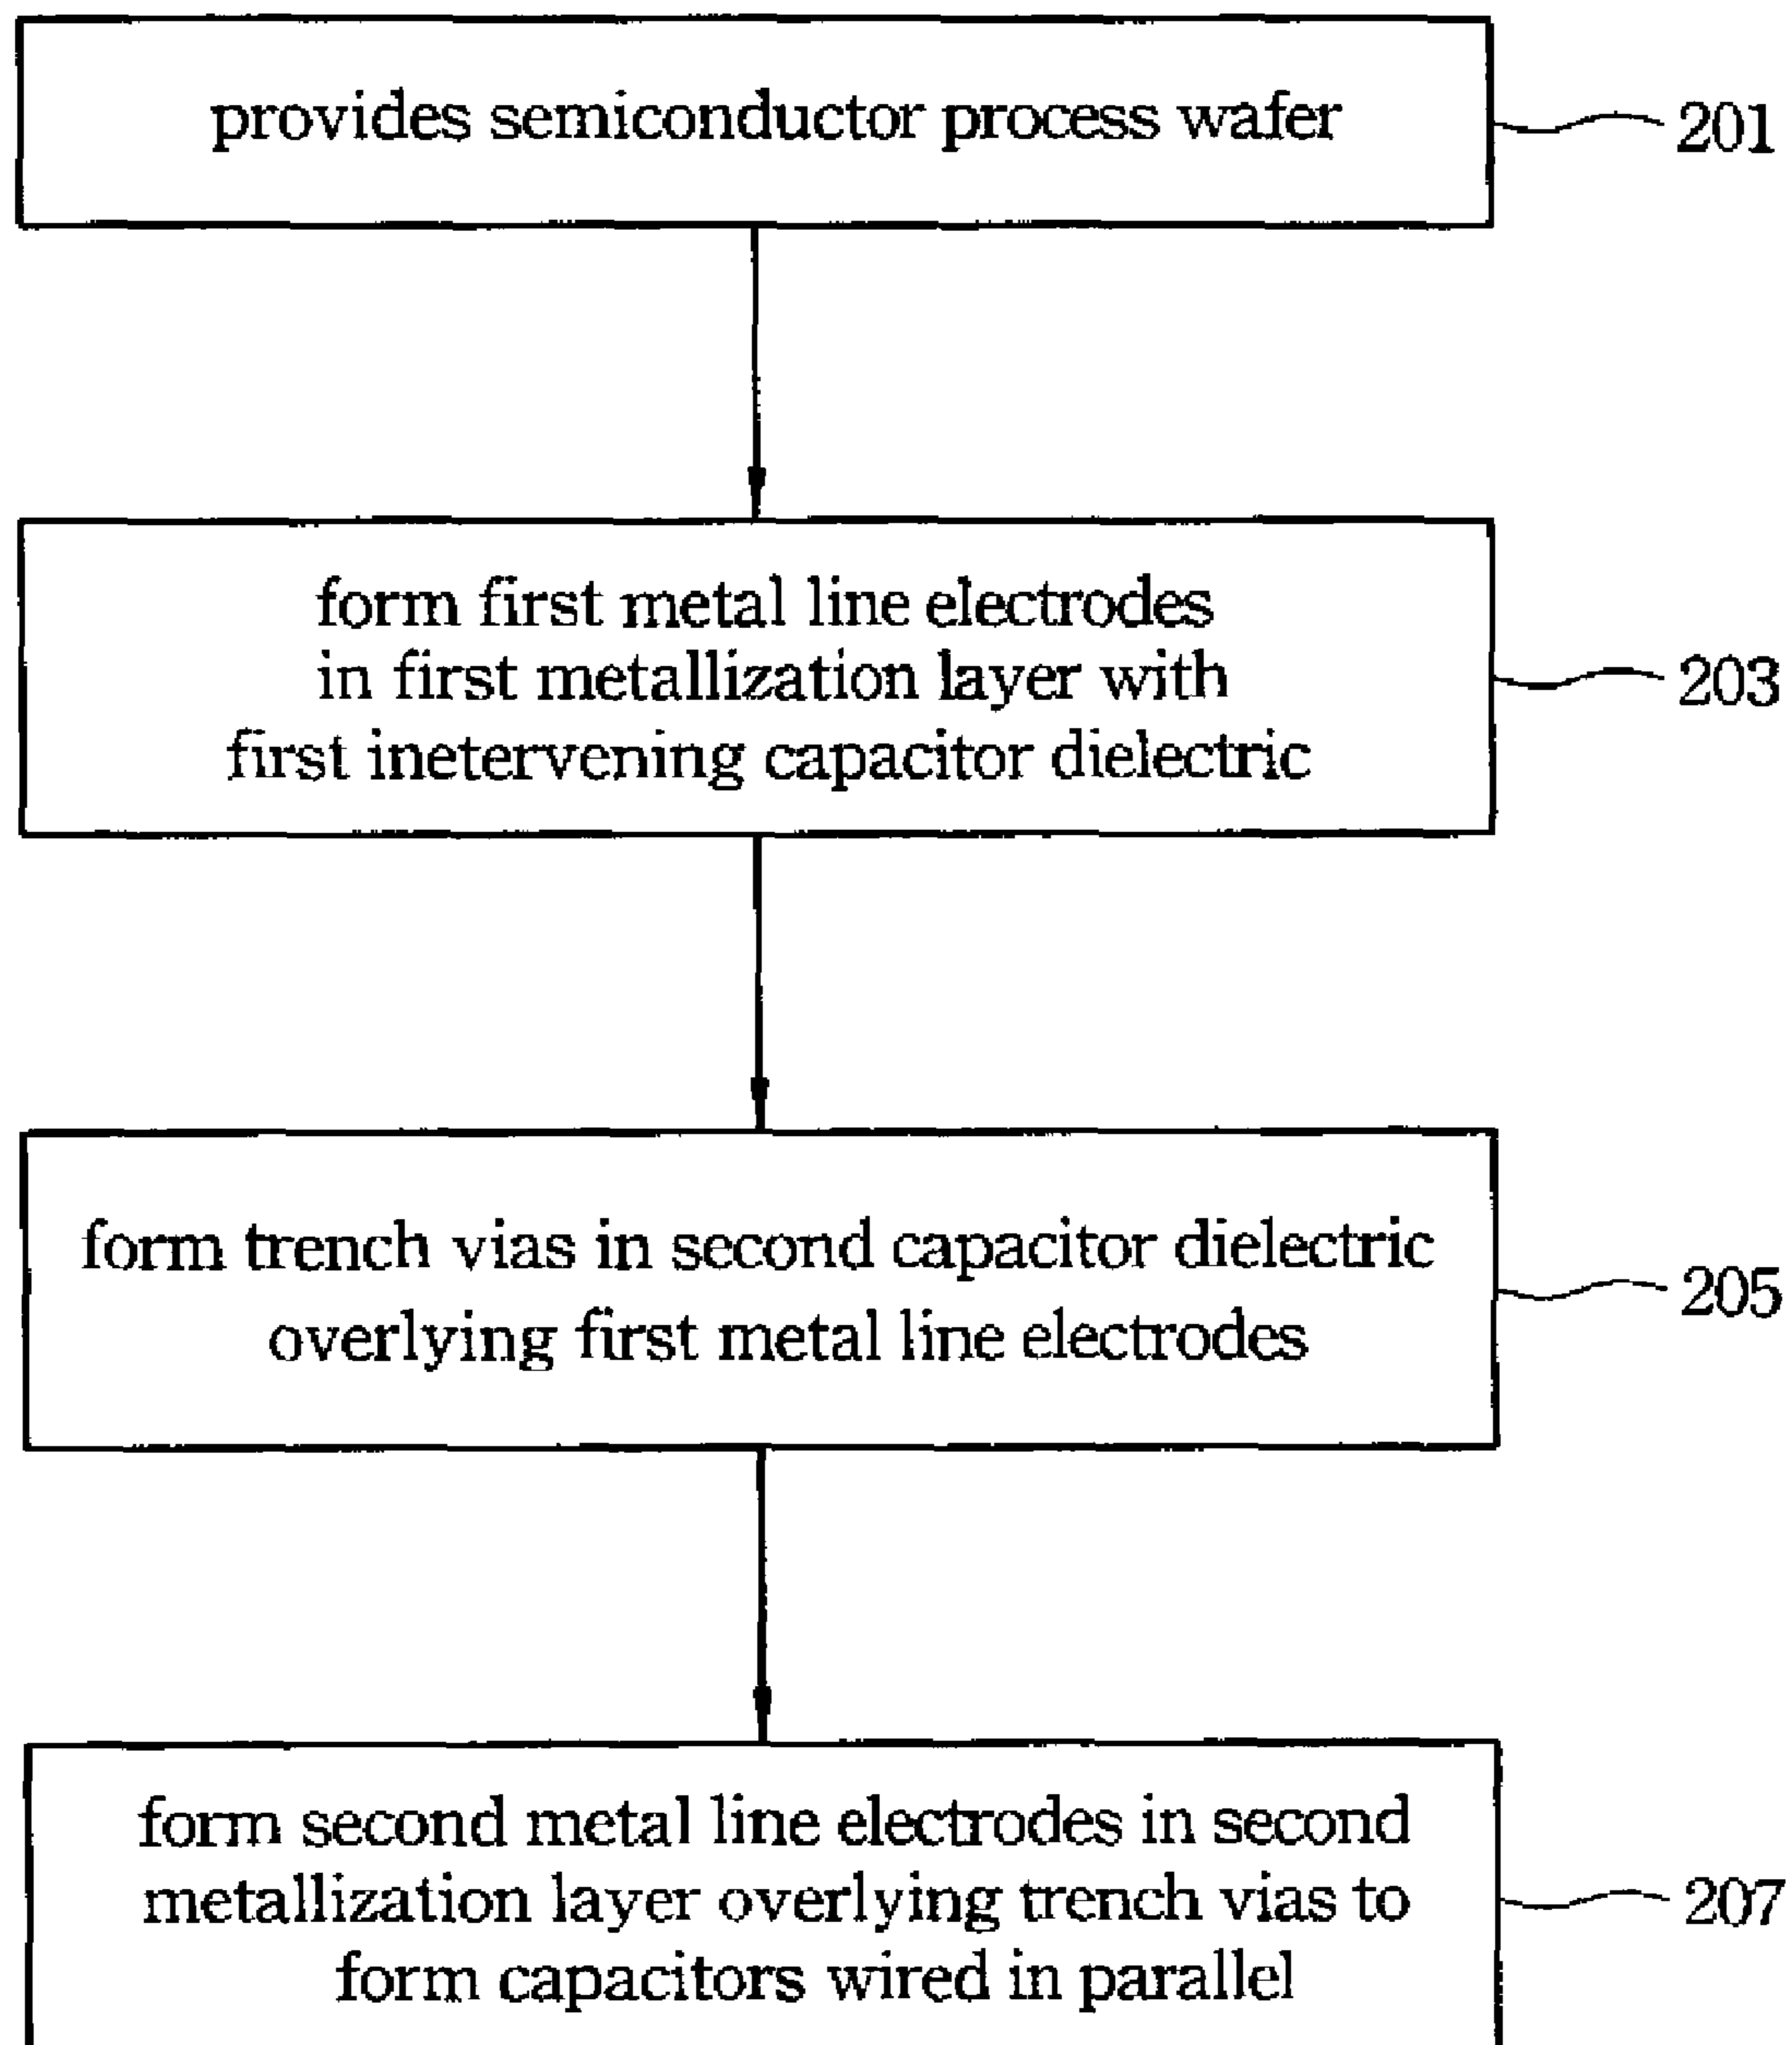 provides semiconductor process wafer
201
form first metal line electrodes
in first metallization layer with
first inetervening capacitor dielectric
203
form trench vias in second capacitor dielectric
overlying first metal line electrodes
205
form second metal line electrodes in second
metallization layer overlying trench vias to
form capacitors wired in parallel
207